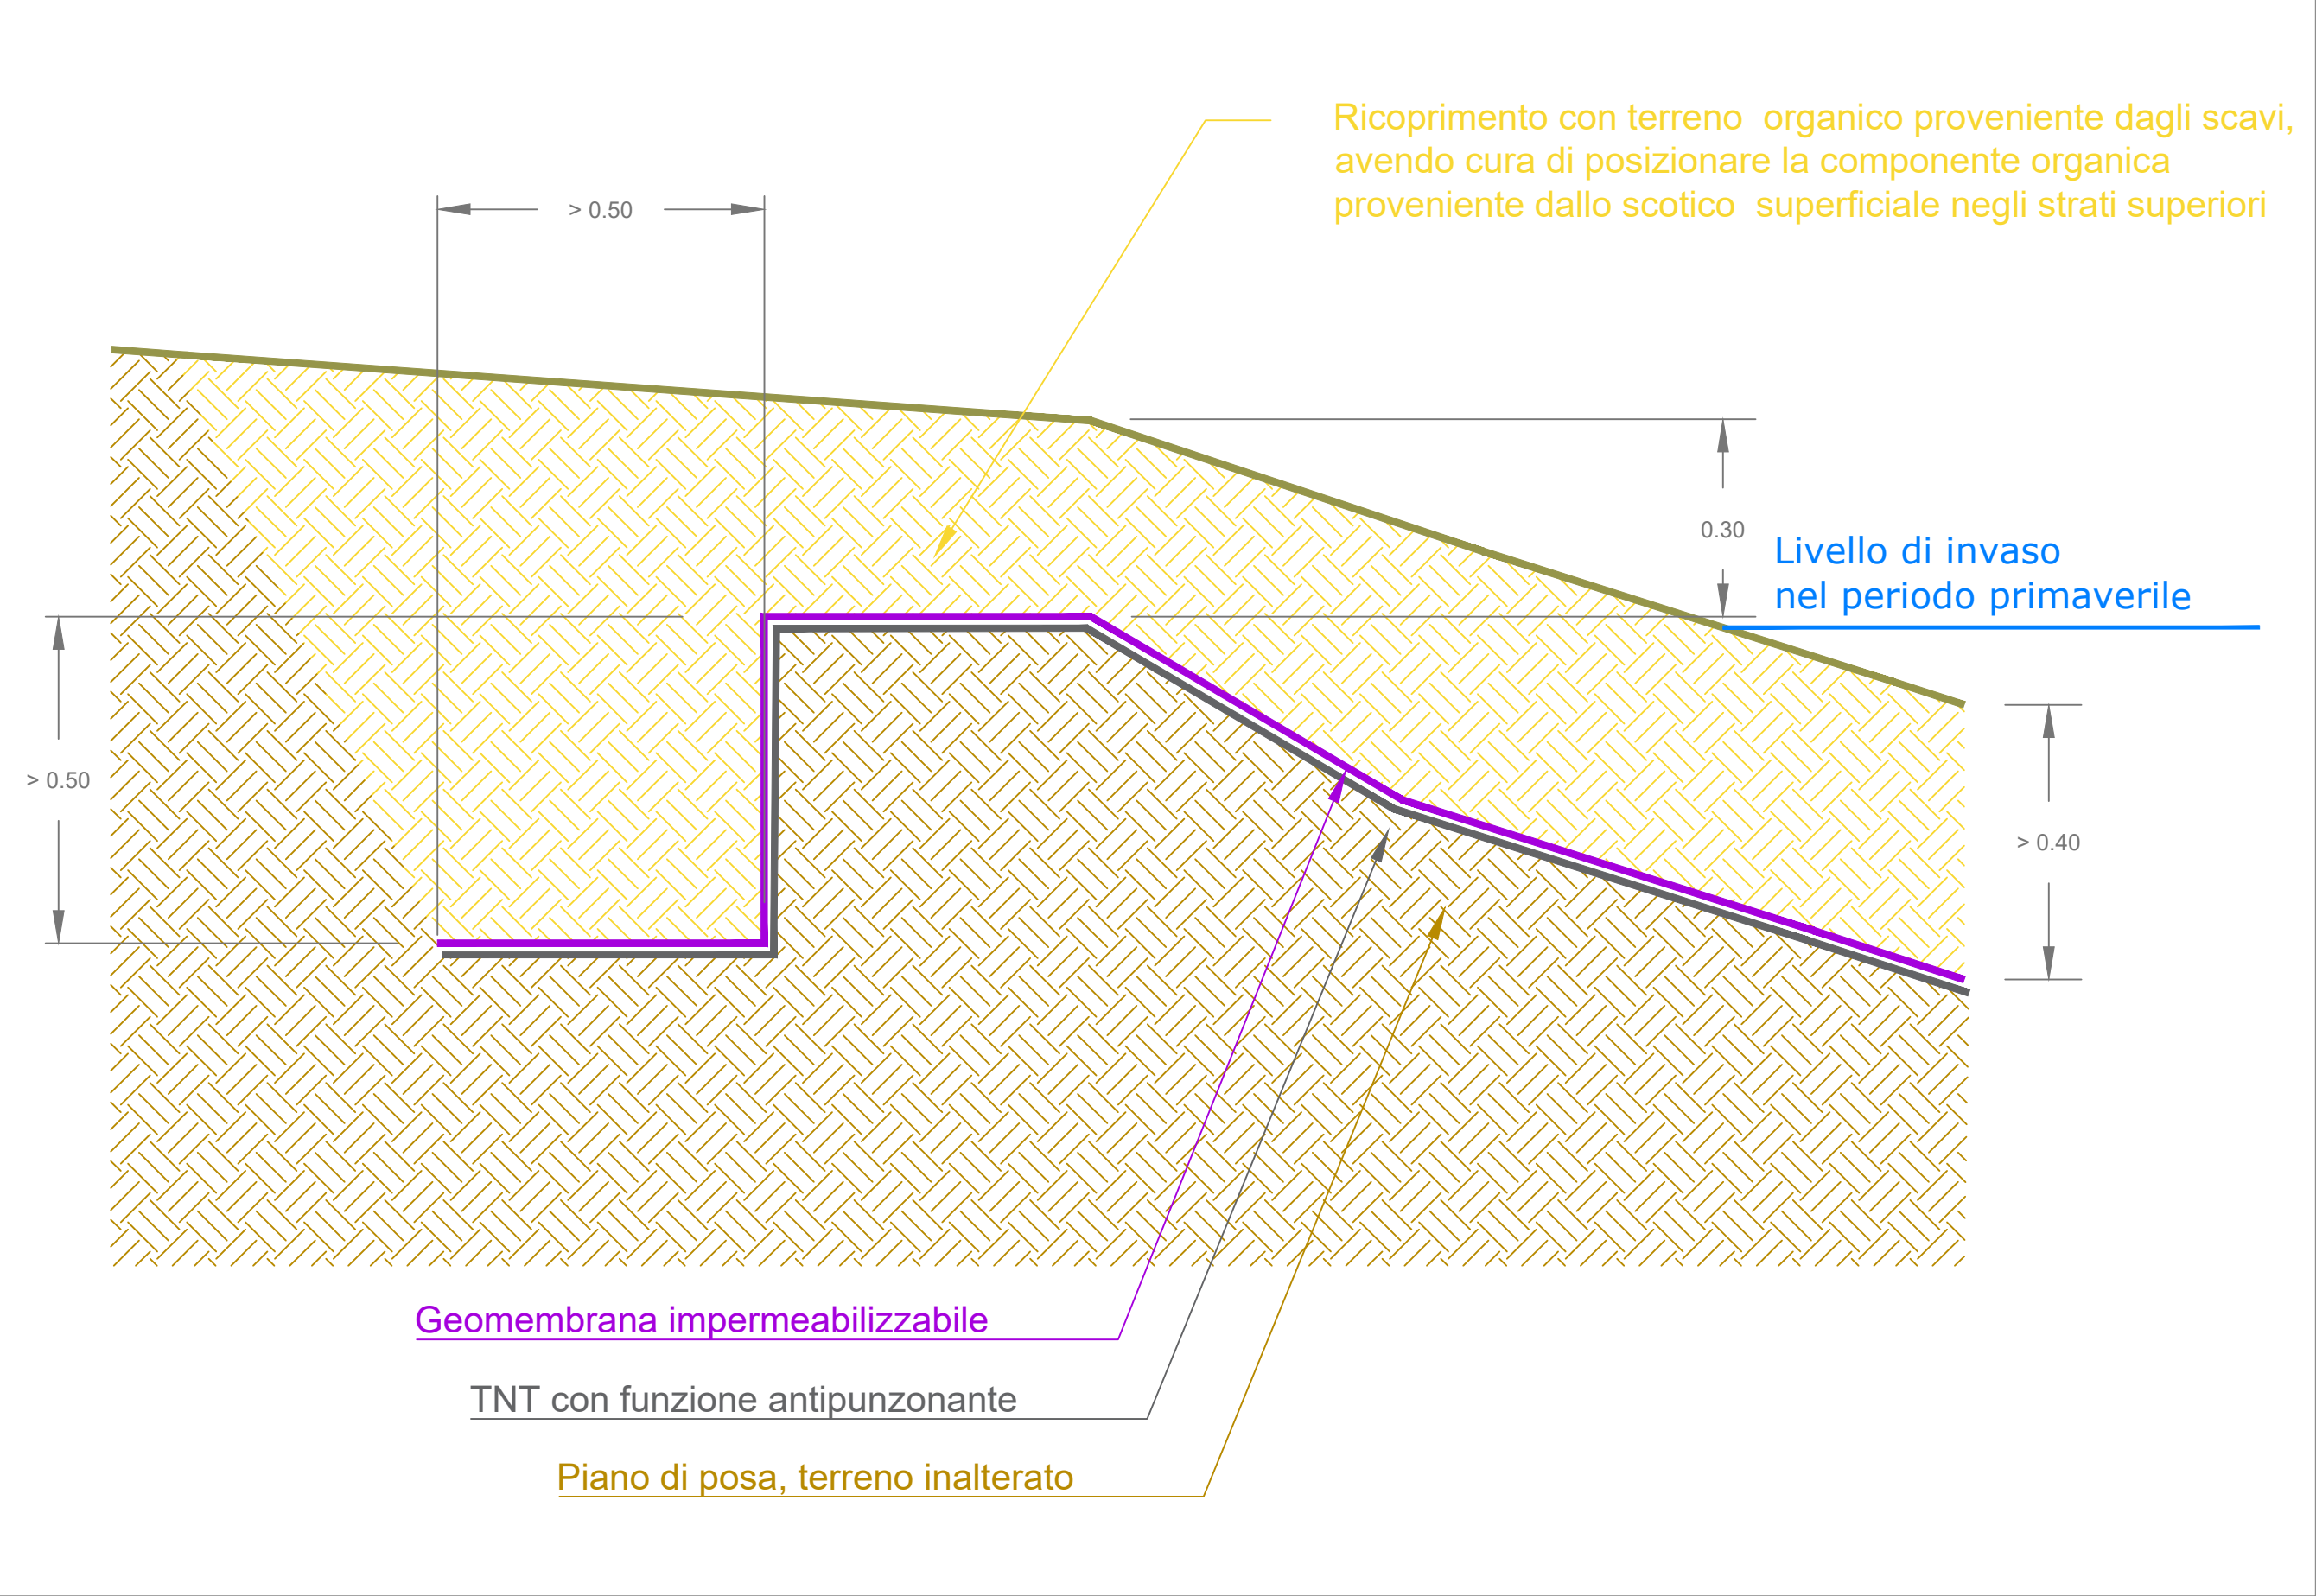 Ricoprimento con terreno  organico proveniente dagli scavi,
avendo cura di posizionare la componente organica
proveniente dallo scotico  superficiale negli strati superiori
> 0.50
0.30
Livello di invaso
nel periodo primaverile
> 0.50
> 0.40
Geomembrana impermeabilizzabile
TNT con funzione antipunzonante
Piano di posa, terreno inalterato